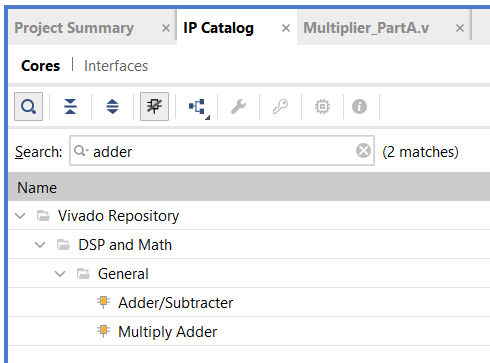 Project Summary × IP Catalog × Multiplier_PartA.v ×
Cores | Interfaces
Search: adder (2 matches)
Name
Vivado Repository
DSP and Math
General
Adder/Subtracter
Multiply Adder